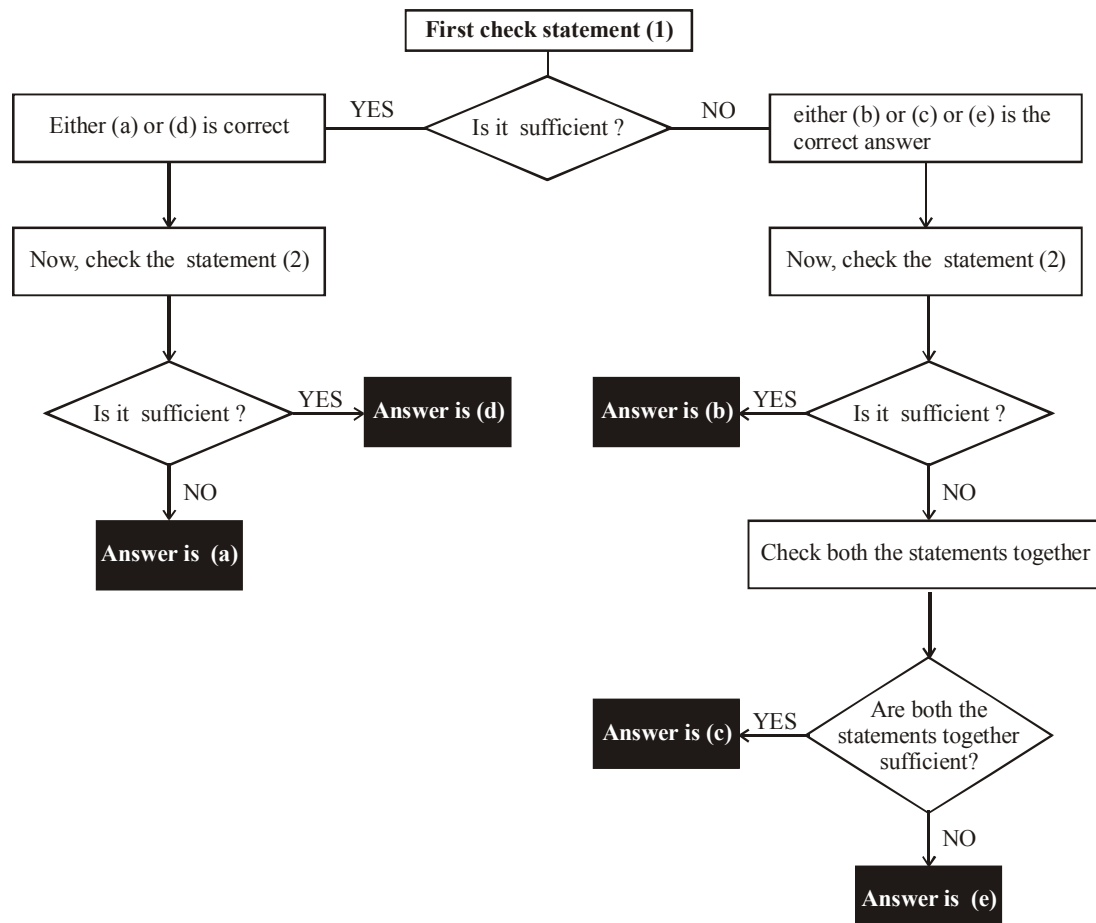 First check statement (1)
YES
Is it sufficient ?
NO
Either (a) or (d) is correct
either (b) or (c) or (e) is the
correct answer
Now, check the statement (2)
Now, check the statement (2)
Is it sufficient ?
YES
Answer is (d)
Answer is (b)
YES
Is it sufficient ?
NO
NO
Answer is (a)
Check both the statements together
Answer is (c)
YES
Are both the
statements together
sufficient?
NO
Answer is (e)